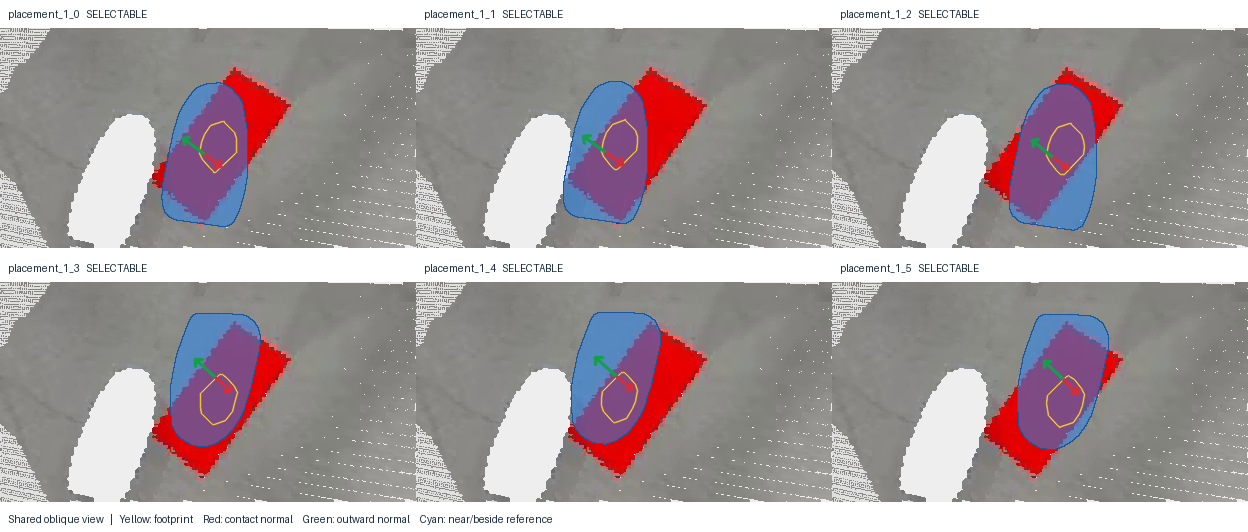 placement_1_0 SELECTABLE
placement_1_1 SELECTABLE
placement_1_2 SELECTABLE
placement_1_3 SELECTABLE
placement_1_4 SELECTABLE
placement_1_5 SELECTABLE
Shared oblique view | Yellow: footprint Red: contact normal Green: outward normal Cyan: near/beside reference